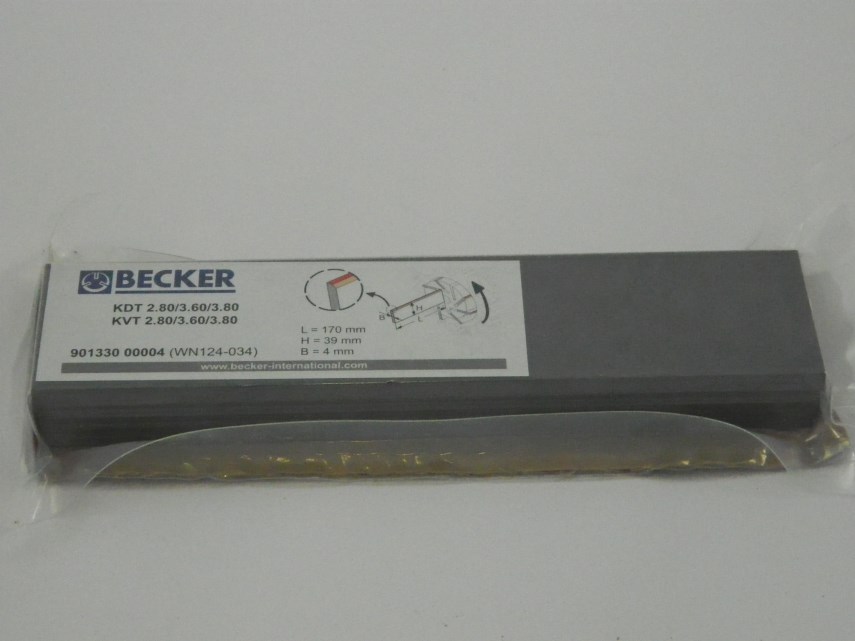 BECKER
KDT 2.80/3.60/3.80
KVT 2.80/3.60/3.80
901330 00004 (WN124-034)
B
L
H
L = 170 mm
H = 39 mm
B = 4 mm
www.becker-international.com